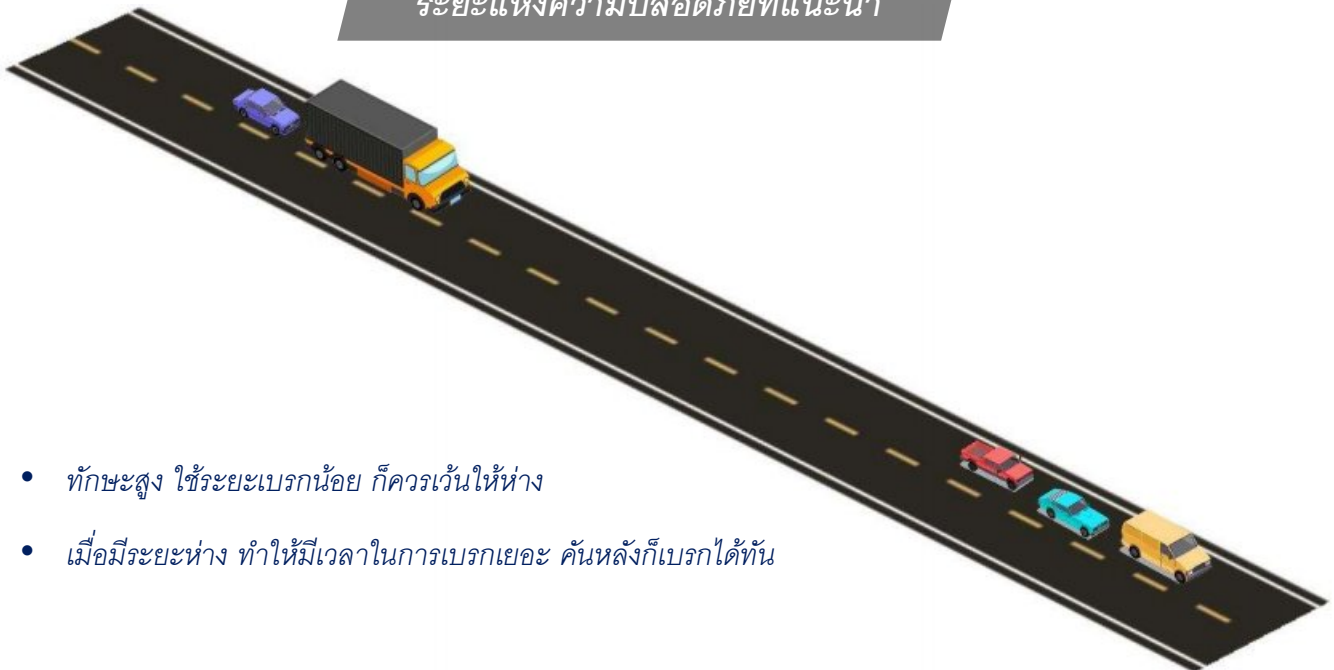 ระยะแห่งความปลอดภัยที่แนะนำ
ทักษะสูง ใช้ระยะเบรกน้อย ก็ควรเว้นให้ห่าง
เมื่อมีระยะห่าง ทำให้มีเวลาในการเบรกเยอะ คันหลังก็เบรกได้ทัน